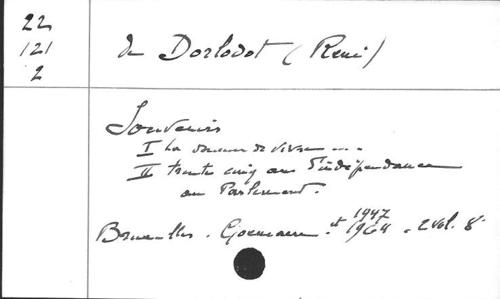 22
121
2
de Dorlodot (René)
Souvenirs
I La douceur de vivre ...
II trente cinq ans d'indépendance
au Parlement.
Bruxelles. Goemaere. 1947 et 1964. 2 vol. 8°